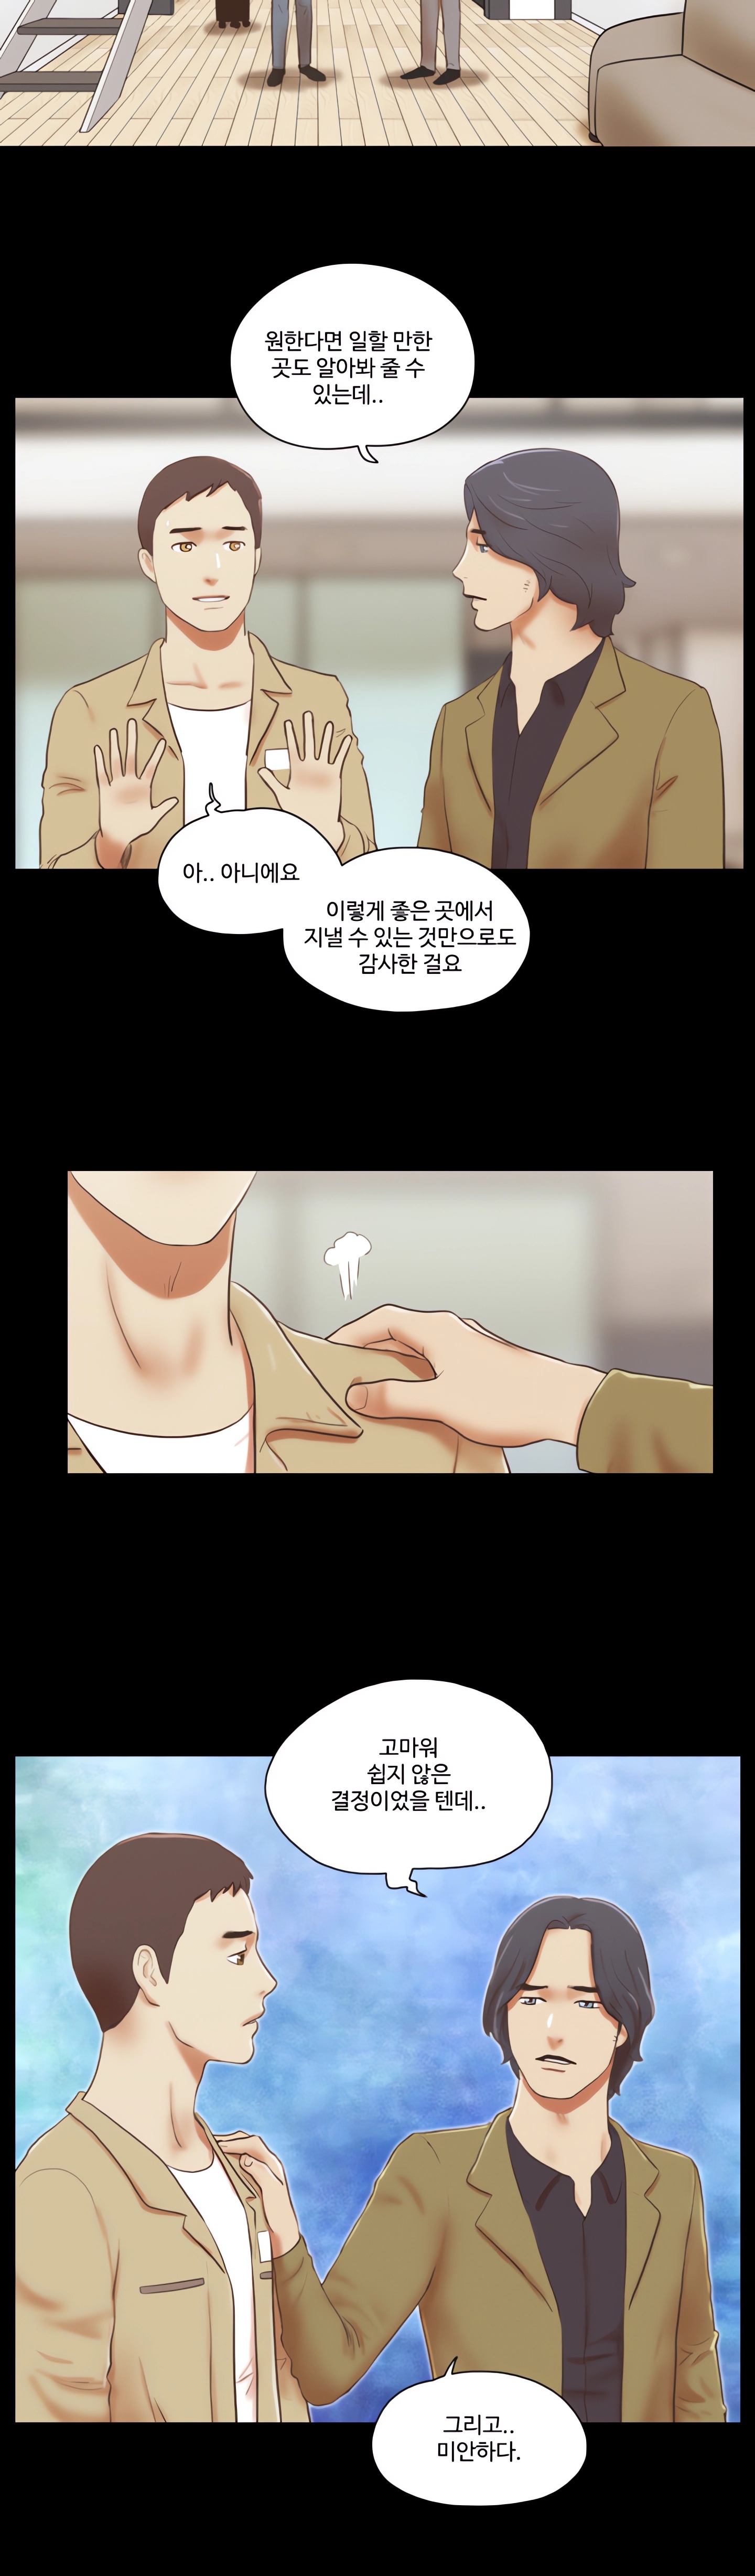 원한다면 일할 만한
곳도 알아봐 줄 수
있는데..
아.. 아니에요
이렇게 좋은 곳에서
지낼 수 있는 것만으로도
감사한 걸요
고마워
쉽지 않은
결정이었을 텐데..
그리고..
미안하다.